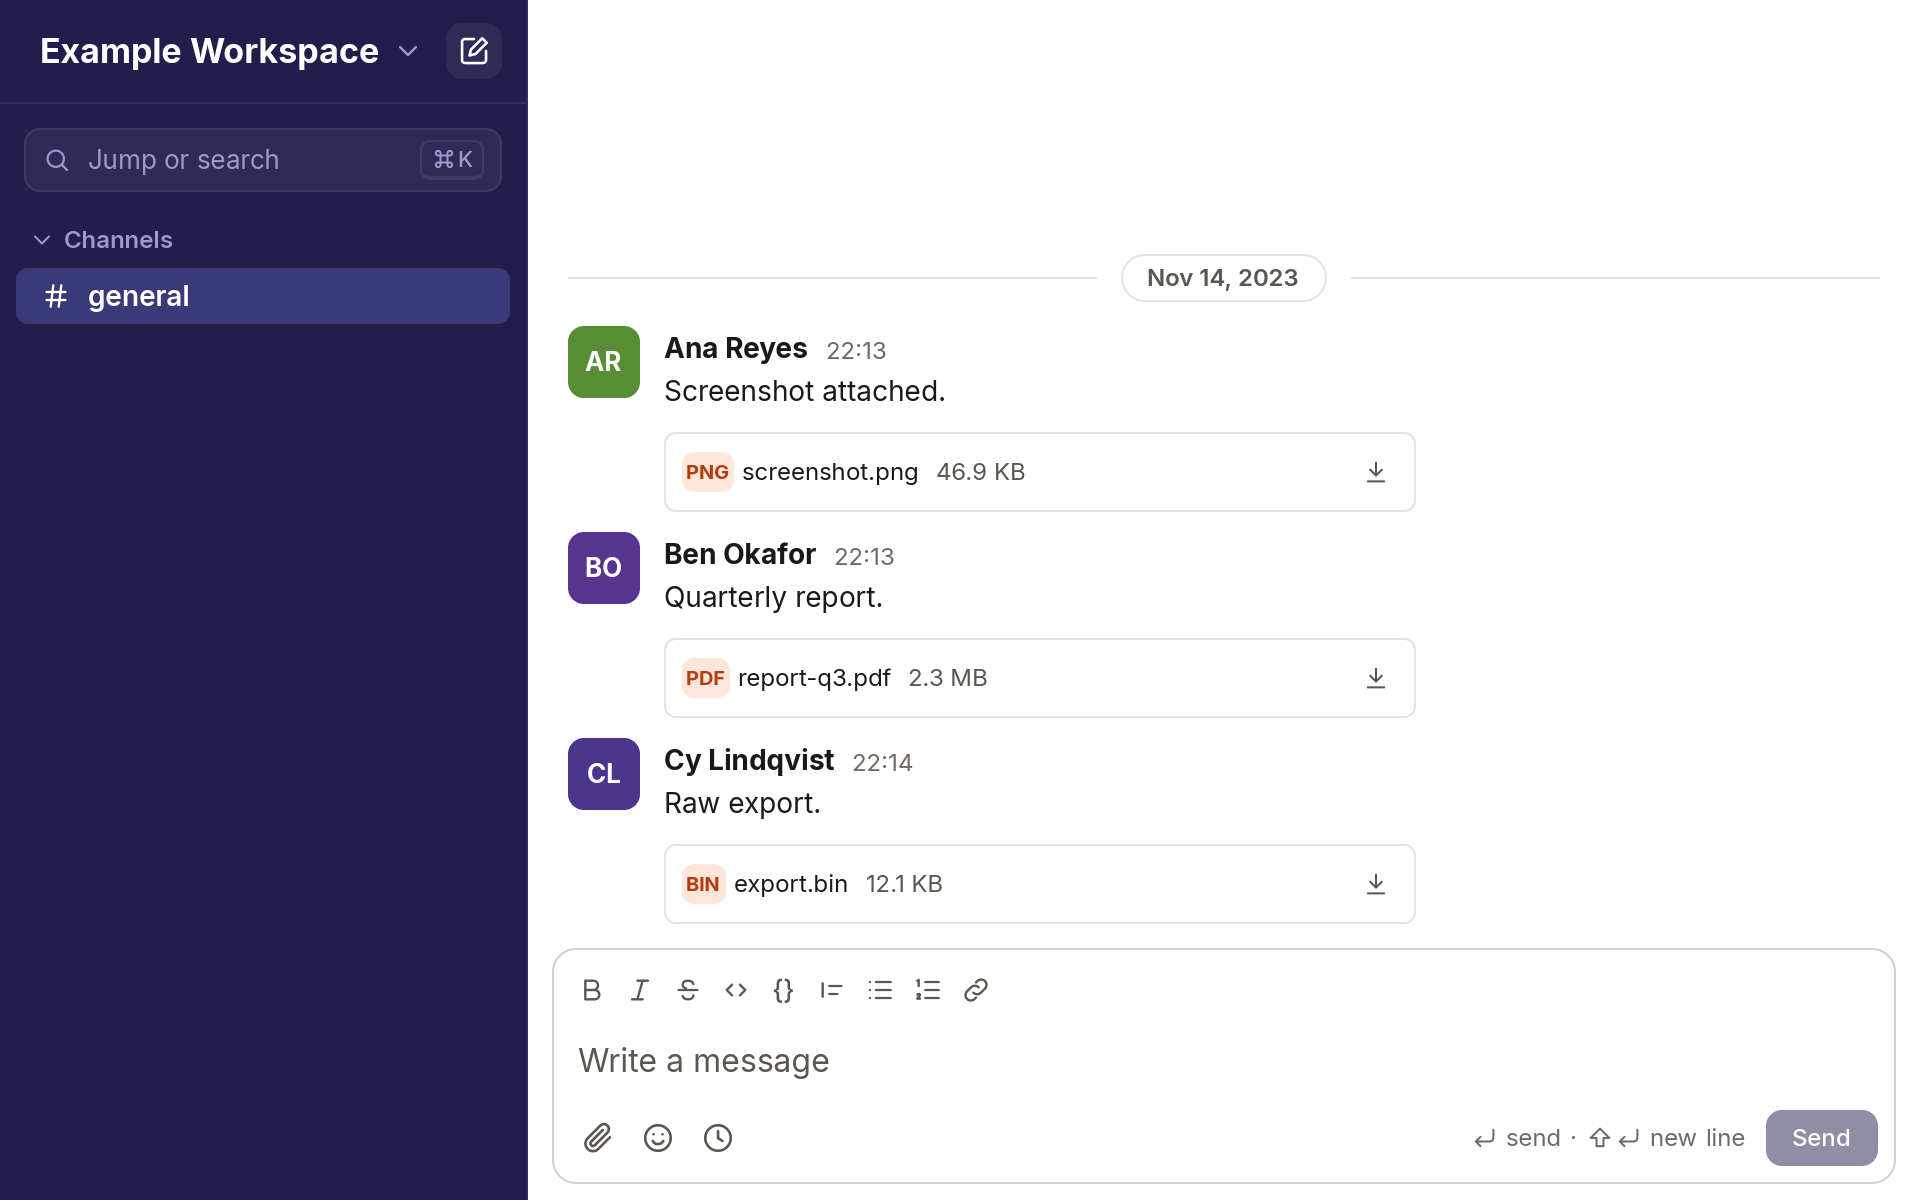 Example Workspace
Jump or search ⌘K
Channels
# general
Nov 14, 2023
AR Ana Reyes 22:13
Screenshot attached.
PNG screenshot.png 46.9 KB
BO Ben Okafor 22:13
Quarterly report.
PDF report-q3.pdf 2.3 MB
CL Cy Lindqvist 22:14
Raw export.
BIN export.bin 12.1 KB
Write a message
send · new line Send